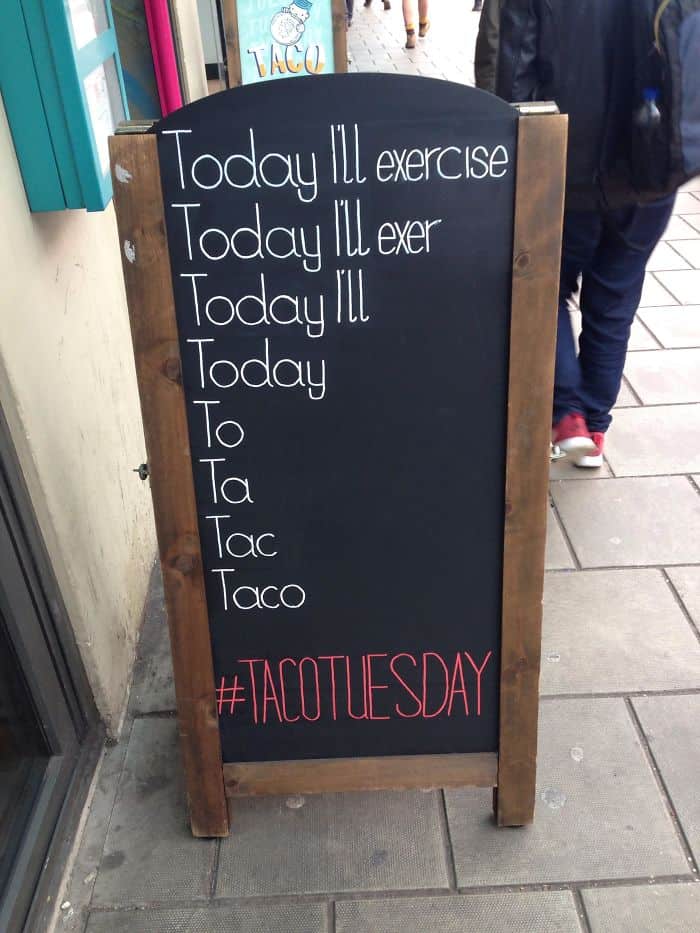 TACO
Today I'll exercise
Today I'll exer
Today I'll
Today
To
Ta
Tac
Taco
#TACOTUESDAY